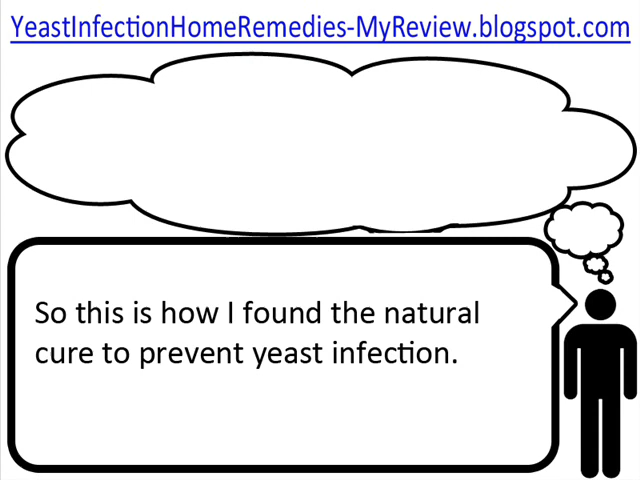 YeastInfectionHomeRemedies-MyReview.blogspot.com
So this is how I found the natural
cure to prevent yeast infection.